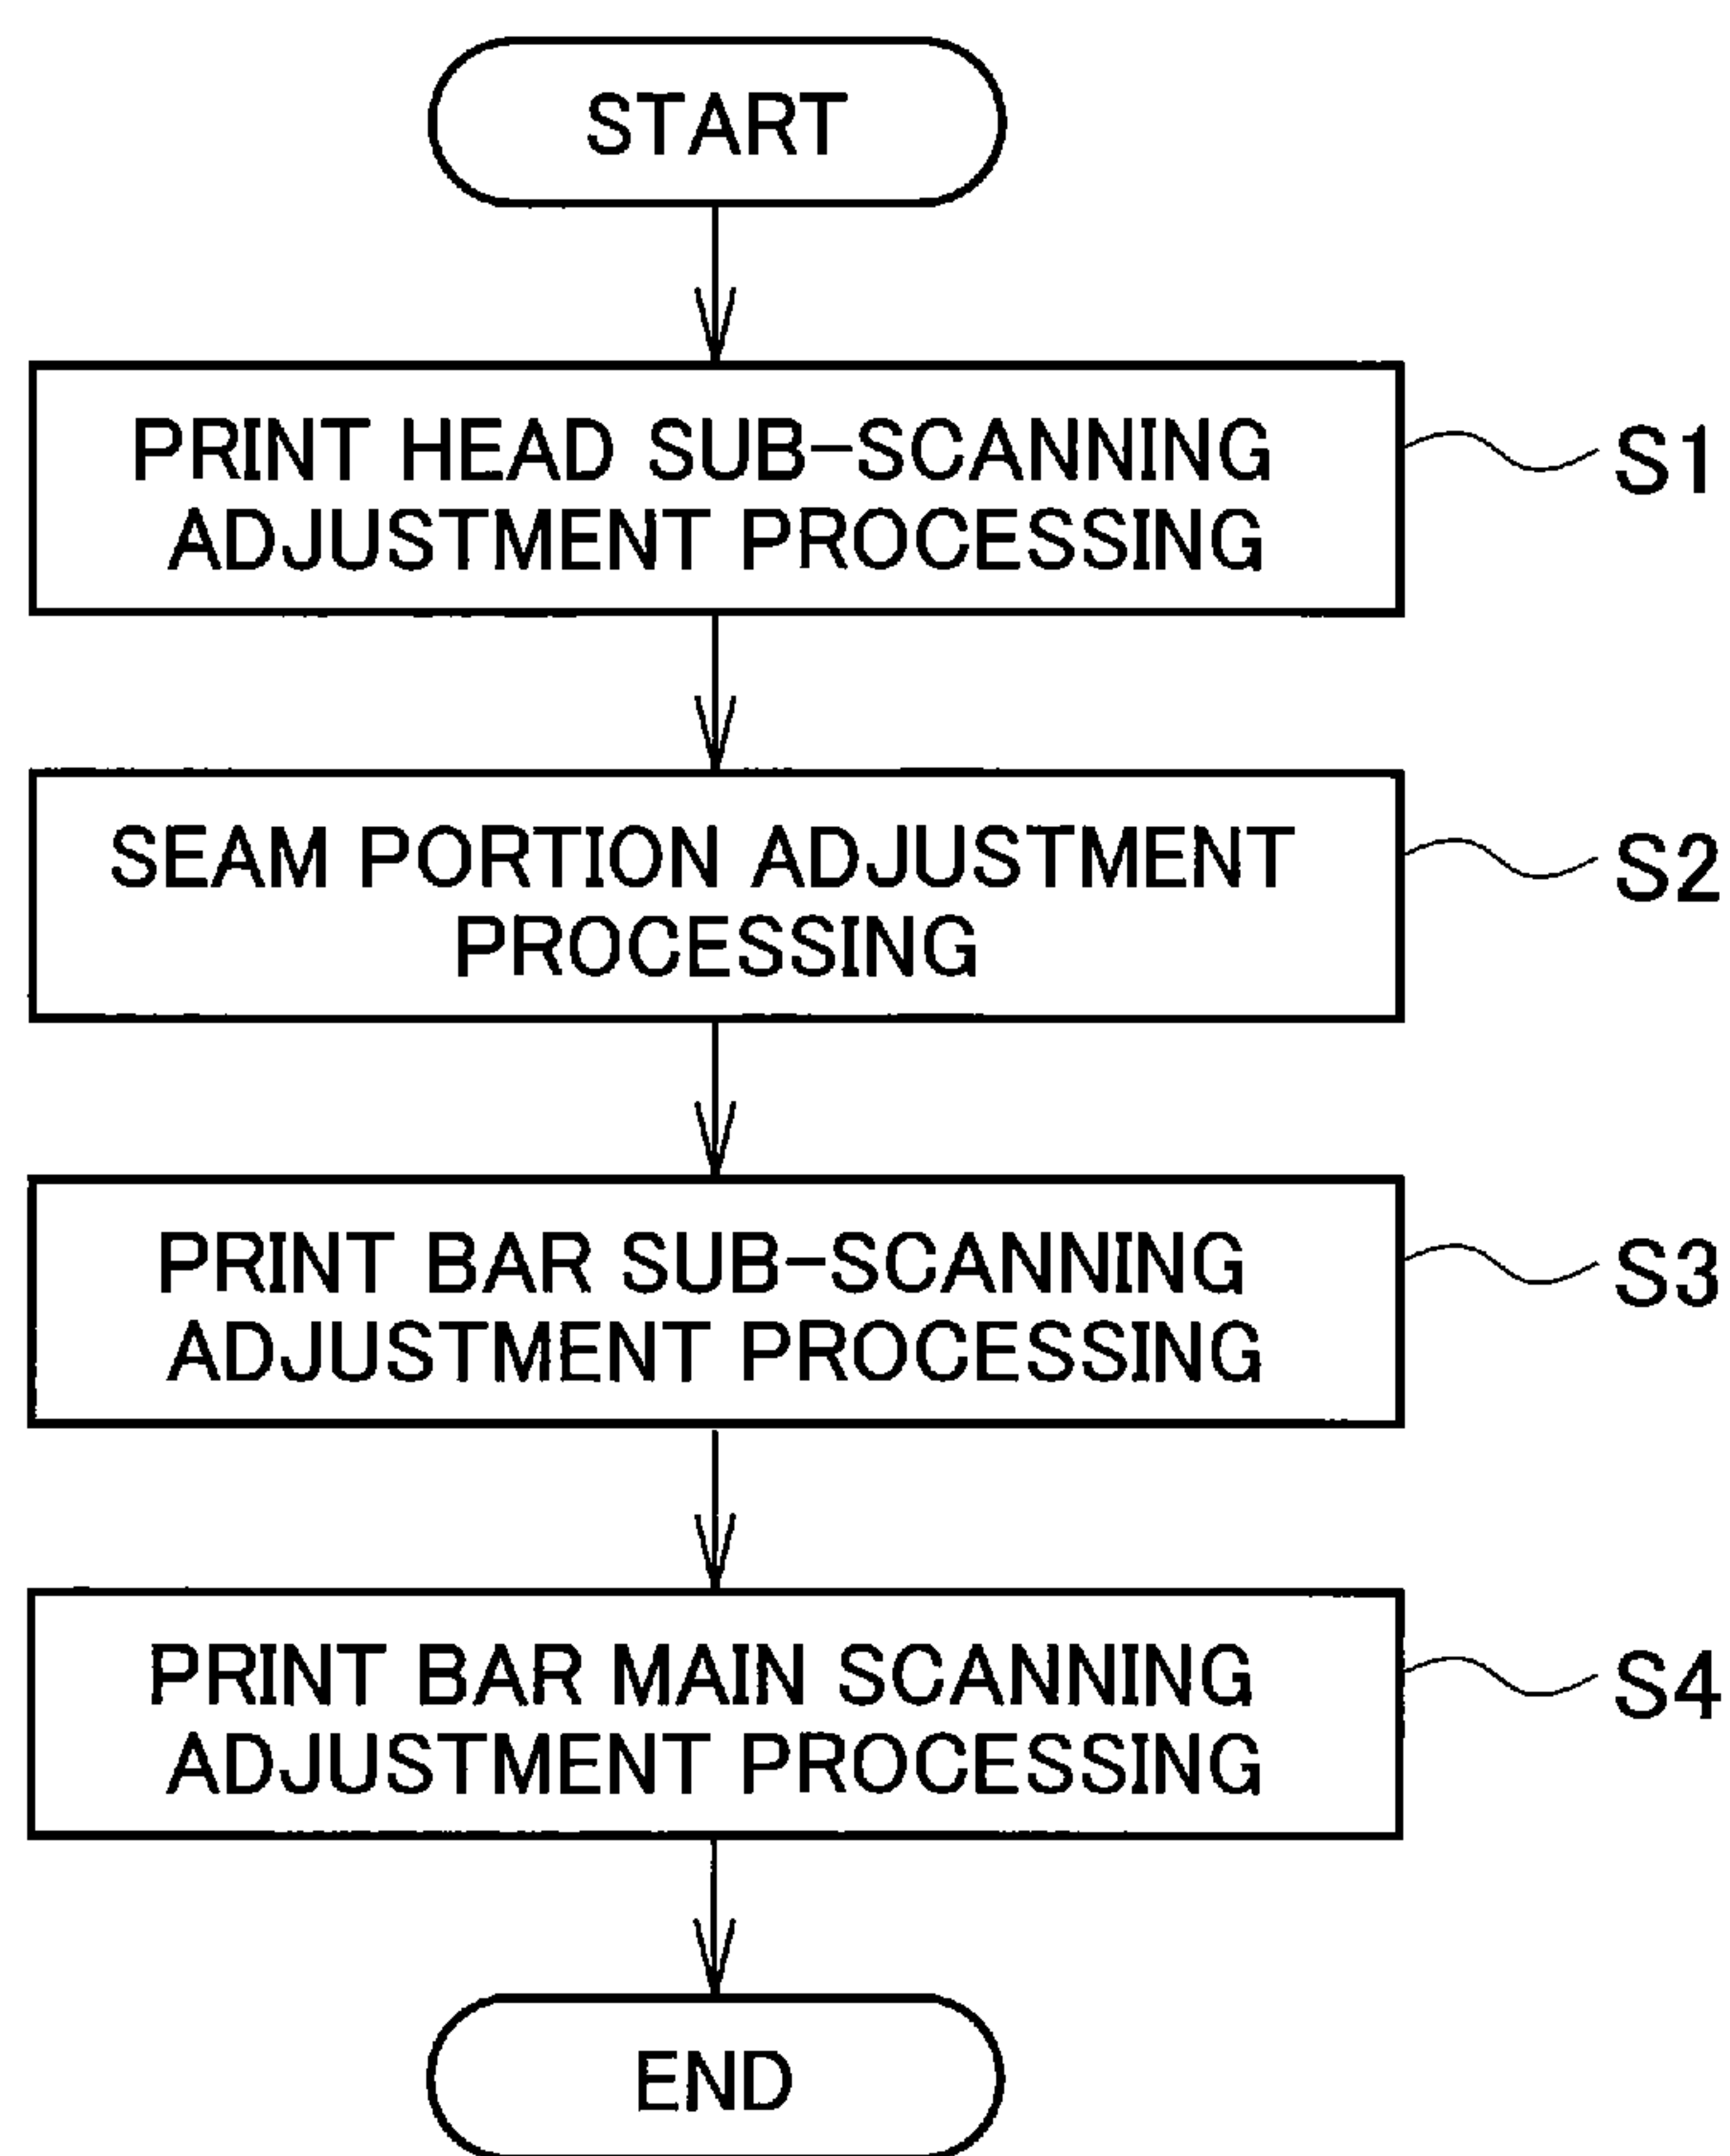 START
PRINT HEAD SUB-SCANNING
ADJUSTMENT PROCESSING
S1
SEAM PORTION ADJUSTMENT
PROCESSING
S2
PRINT BAR SUB-SCANNING
ADJUSTMENT PROCESSING
S3
PRINT BAR MAIN SCANNING
ADJUSTMENT PROCESSING
S4
END